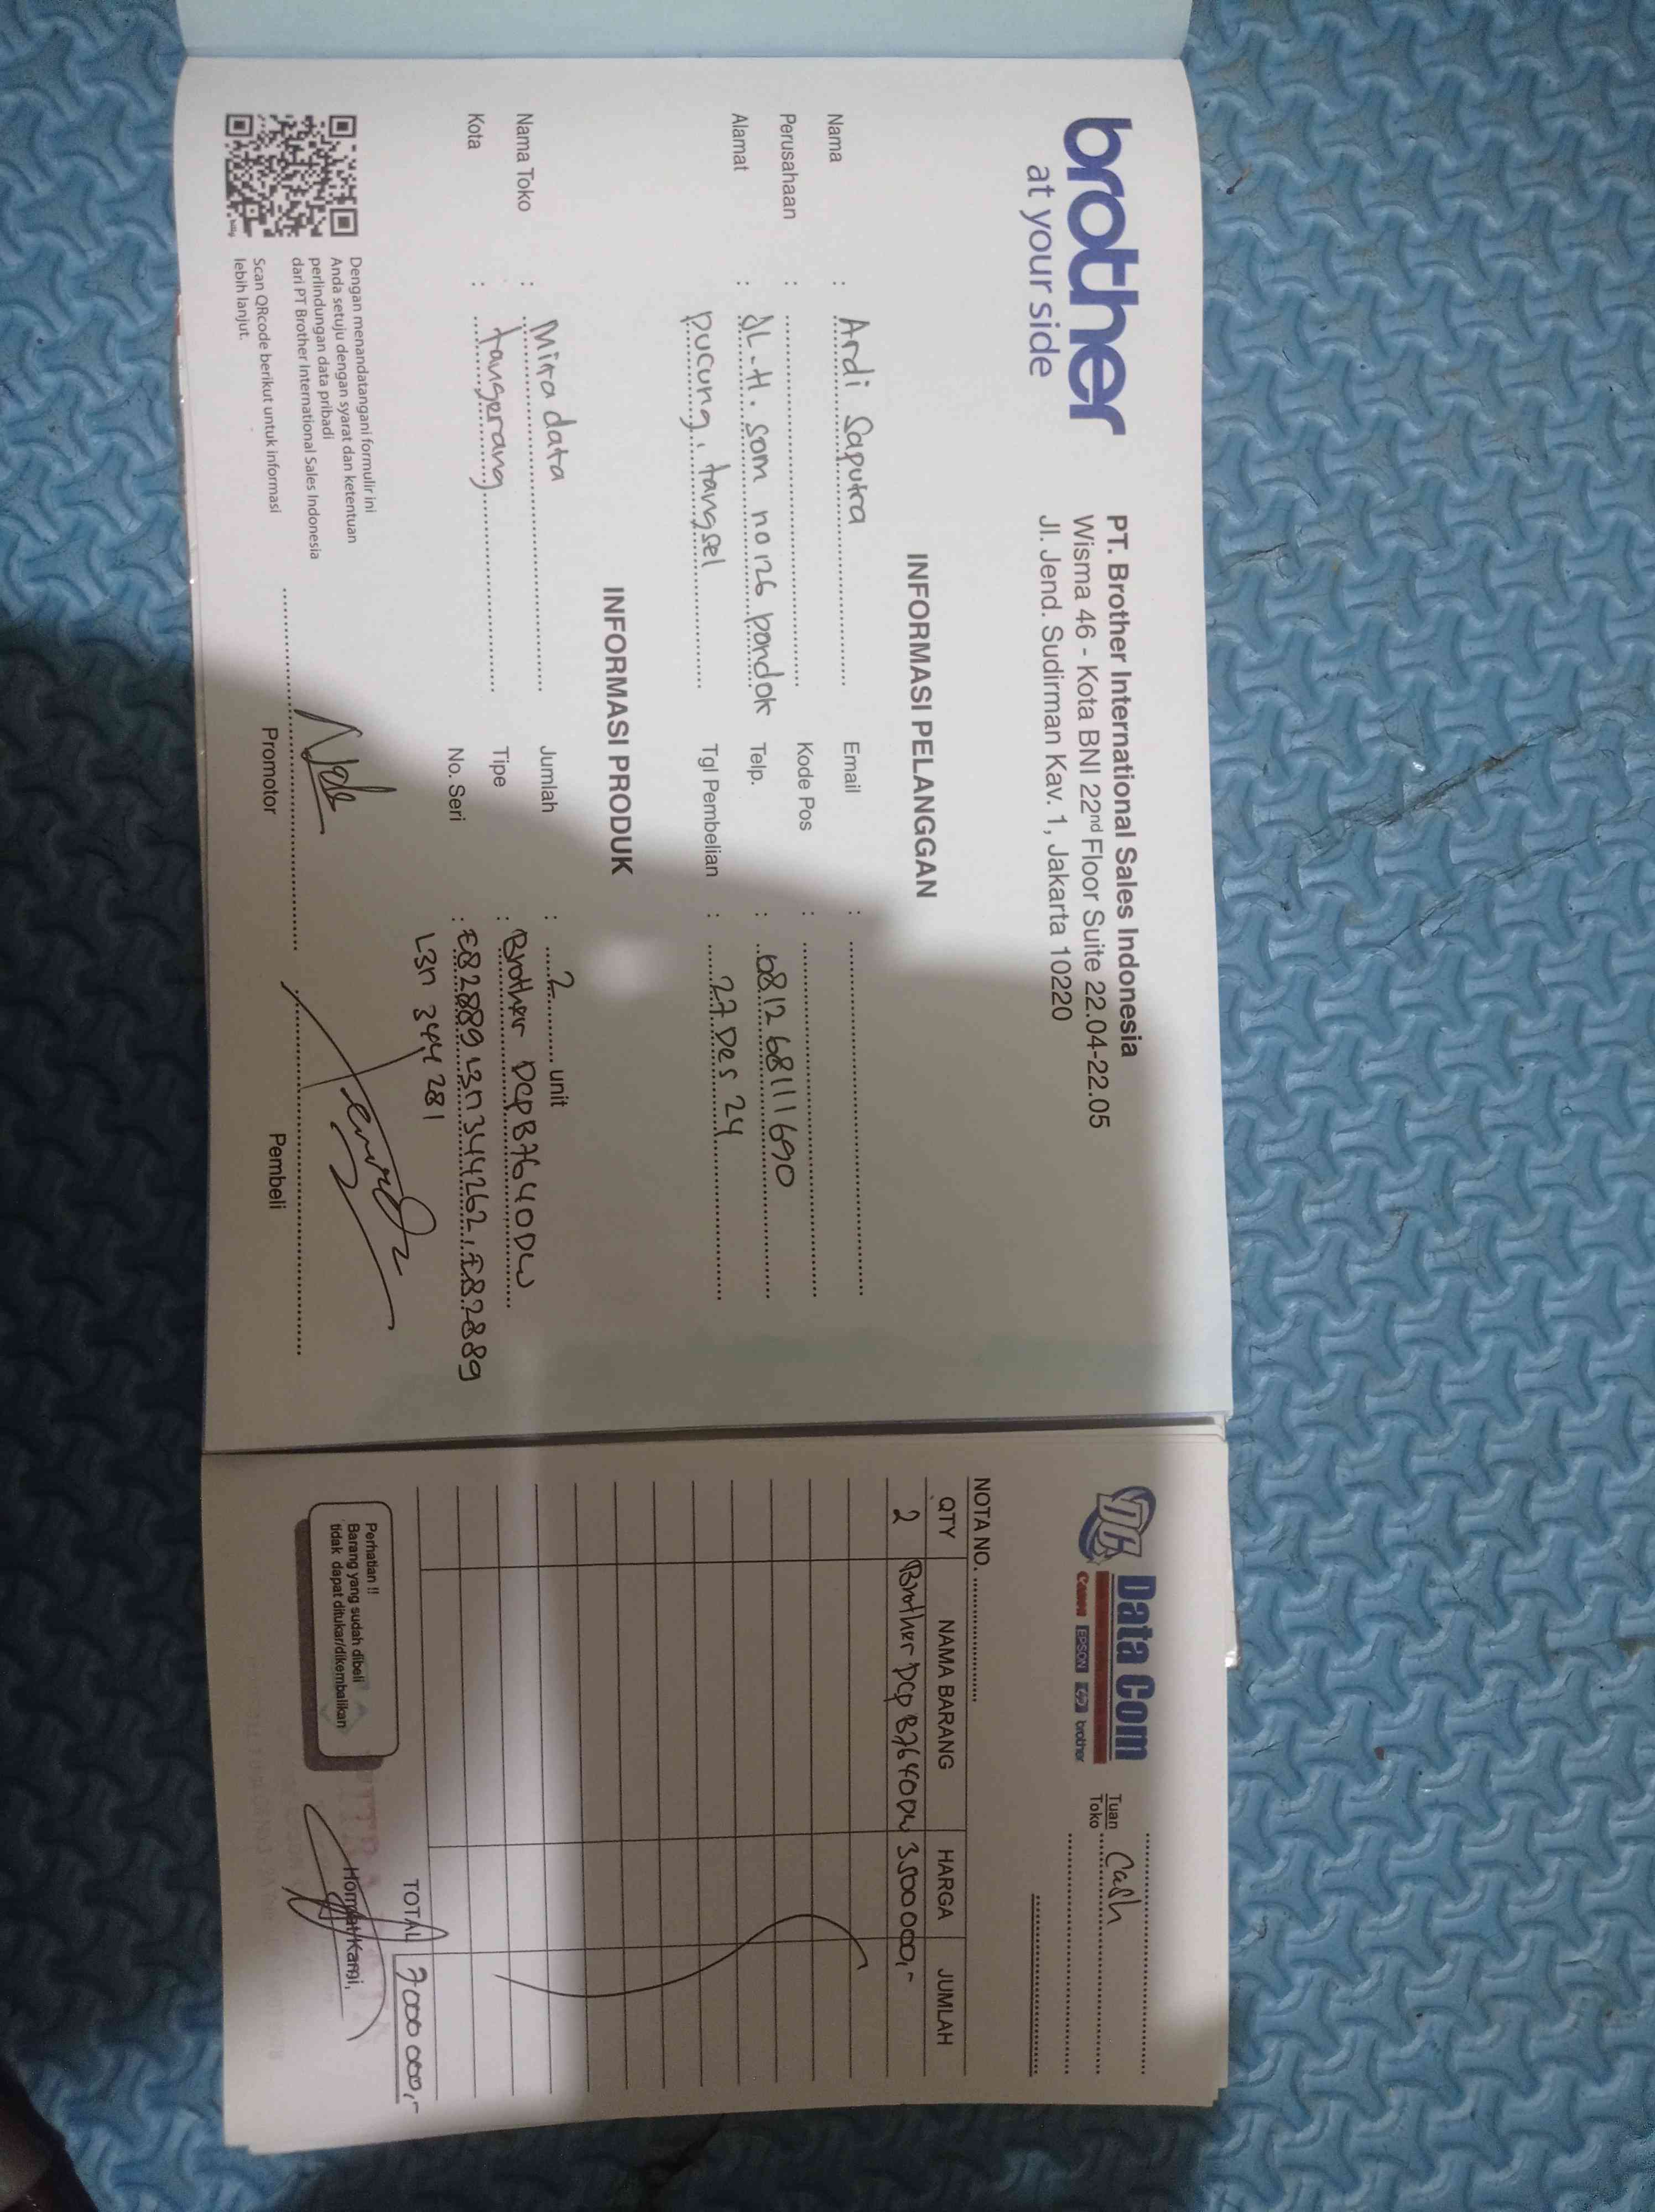 brother
at your side
PT. Brother International Sales Indonesia
Wisma 46 - Kota BNI 22nd Floor Suite 22.04-22.05
Jl. Jend. Sudirman Kav. 1, Jakarta 10220
INFORMASI PELANGGAN
Nama : Ardi Saputra Email :
Perusahaan : Kode Pos :
Alamat : JL. H. som no 126 pondok Telp. : 081268111690
pucung, tangsel Tgl Pembelian : 27 Des 24
INFORMASI PRODUK
Nama Toko : Mitra data Jumlah : 2 unit
Kota : tangerang Tipe : Brother DCP B7640DW
No. Seri : E82889L3N344262, E82889
L3N 344281
Dengan menandatangani formulir ini
Anda setuju dengan syarat dan ketentuan
perlindungan data pribadi
dari PT Brother International Sales Indonesia
Scan QRcode berikut untuk informasi
lebih lanjut.
Promotor Pembeli
Data Com
Canon EPSON hp brother
Tuan
Toko Cash
NOTA NO.
QTY NAMA BARANG HARGA JUMLAH
2 Brother DCP B7640DW 3.500 000,-
TOTAL 7000 000,-
Perhatian !!
Barang yang sudah dibeli
tidak dapat ditukar/dikembalikan
Hormat Kami,